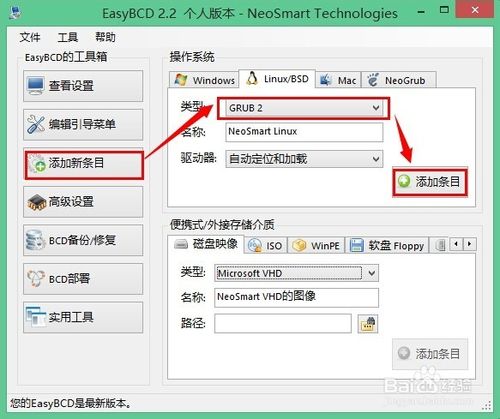 EasyBCD 2.2 个人版本 - NeoSmart Technologies
文件 工具 帮助
EasyBCD的工具箱
查看设置
编辑引导菜单
添加新条目
高级设置
BCD备份/修复
BCD部署
实用工具
操作系统
Windows Linux/BSD Mac NeoGrub
类型: GRUB 2
名称: NeoSmart Linux
驱动器: 自动定位和加载
添加条目
便携式/外接存储介质
磁盘映像 ISO WinPE 软盘 Floppy
类型: Microsoft VHD
名称: NeoSmart VHD的图像
路径:
添加条目
Baidu 经验
jingyan.baidu.com
您的EasyBCD是最新版本。